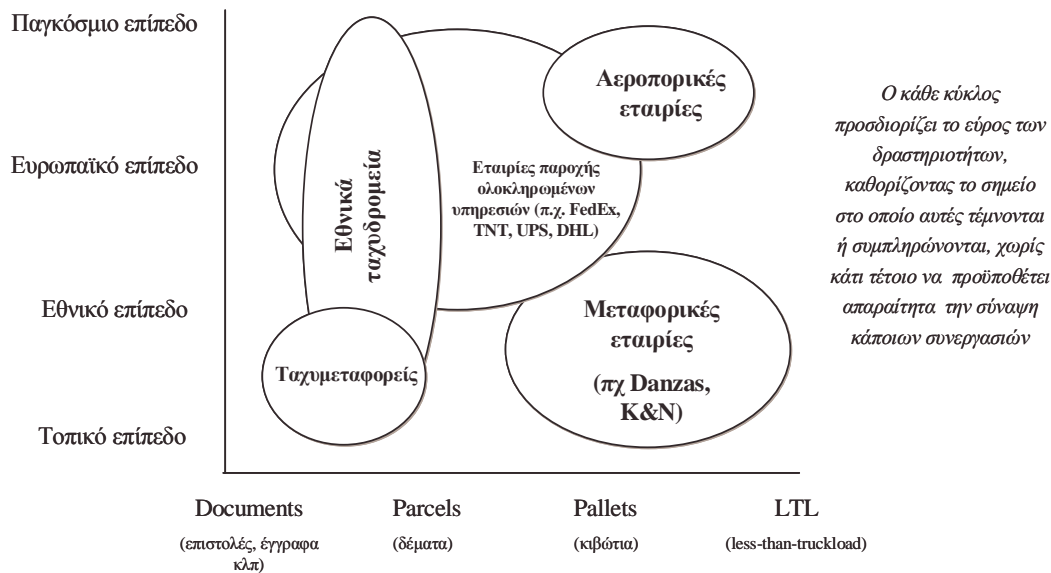 Παγκόσμιο επίπεδο
Ευρωπαϊκό επίπεδο
Εθνικό επίπεδο
Τοπικό επίπεδο
Εθνικά
ταχυδρομεία
Αεροπορικές
εταιρίες
Εταιρίες παροχής
ολοκληρωμένων
υπηρεσιών (π.χ. FedEx,
TNT, UPS, DHL)
Ταχυμεταφορείς
Μεταφορικές
εταιρίες
(πχ Danzas,
K&N)
Ο κάθε κύκλος
προσδιορίζει το εύρος των
δραστηριοτήτων,
καθορίζοντας το σημείο
στο οποίο αυτές τέμνονται
ή συμπληρώνονται, χωρίς
κάτι τέτοιο να προϋποθέτει
απαραίτητα την σύναψη
κάποιων συνεργασιών
Documents
(επιστολές, έγγραφα
κλπ)
Parcels
(δέματα)
Pallets
(κιβώτια)
LTL
(less-than-truckload)